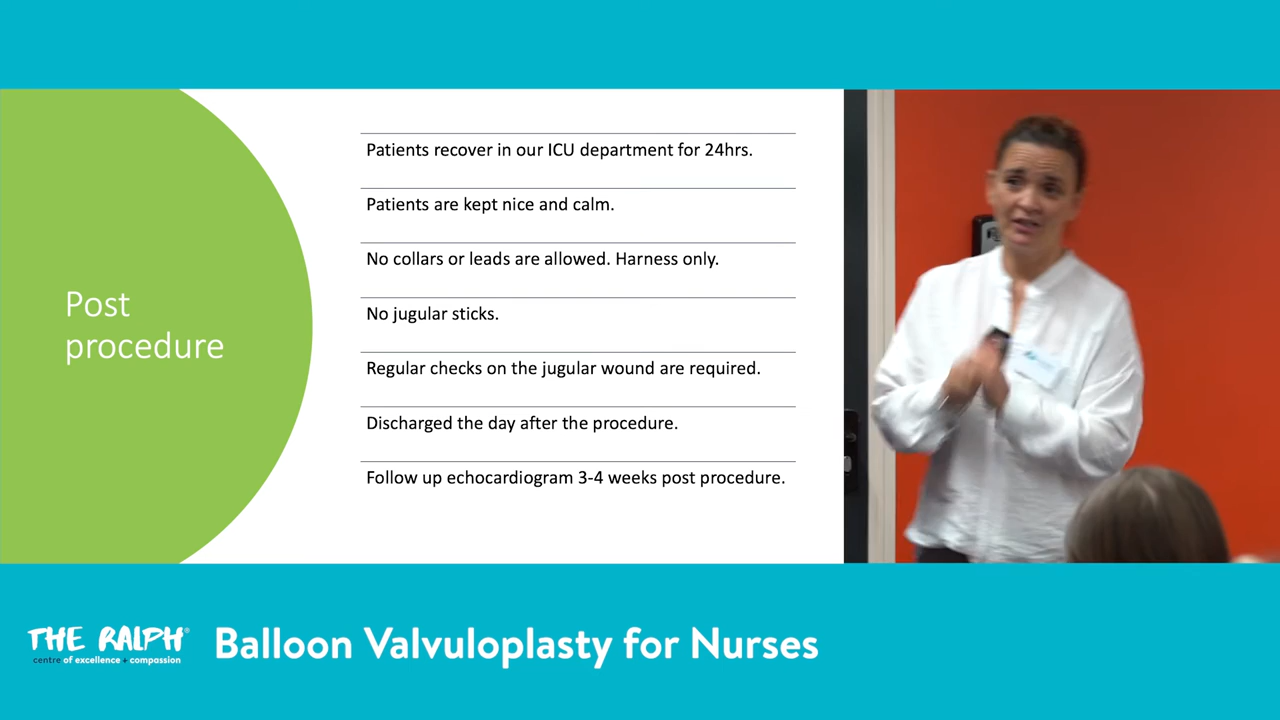 Post
procedure
Patients recover in our ICU department for 24hrs.
Patients are kept nice and calm.
No collars or leads are allowed. Harness only.
No jugular sticks.
Regular checks on the jugular wound are required.
Discharged the day after the procedure.
Follow up echocardiogram 3-4 weeks post procedure.
THE RALPH®
centre of excellence + compassion
Balloon Valvuloplasty for Nurses